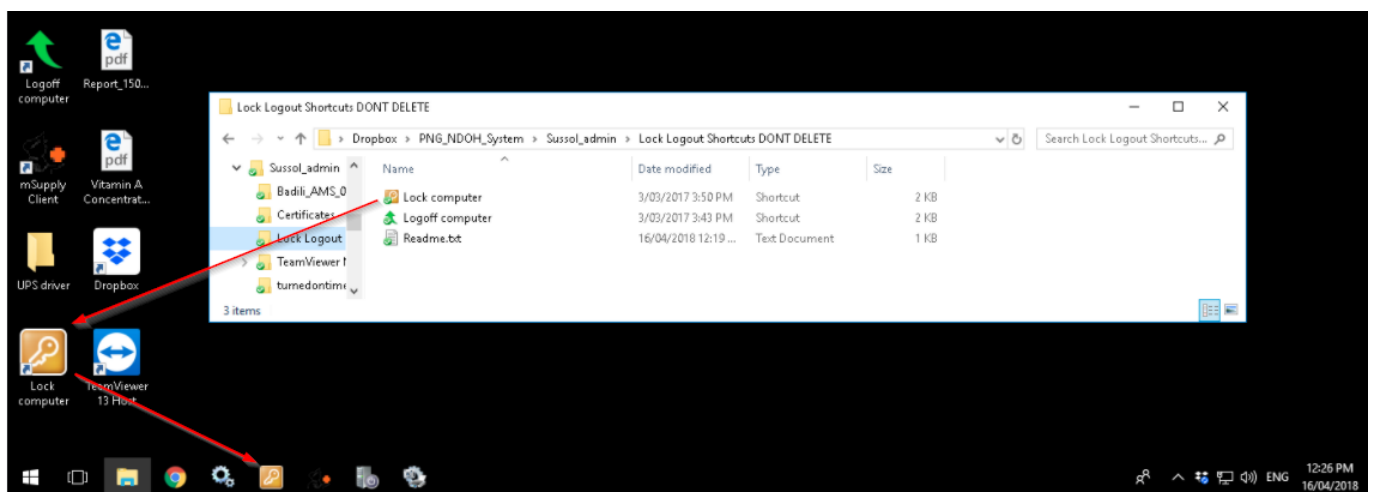 pdf
Logoff
computer
Report_150...
pdf
mSupply
Client
Vitamin A
Concentrat...
UPS driver
Dropbox
Lock
computer
TeamViewer
13 Host
Lock Logout Shortcuts DONT DELETE
Dropbox > PNG_NDOH_System > Sussol_admin > Lock Logout Shortcuts DONT DELETE
Search Lock Logout Shortcuts...
Sussol_admin
Badili_AMS_0
Certificates
Lock Logout
TeamViewer
turnedontime
Name Date modified Type Size
Lock computer 3/03/2017 3:50 PM Shortcut 2 KB
Logoff computer 3/03/2017 3:43 PM Shortcut 2 KB
Readme.txt 16/04/2018 12:19 ... Text Document 1 KB
3 items
ENG
12:26 PM
16/04/2018